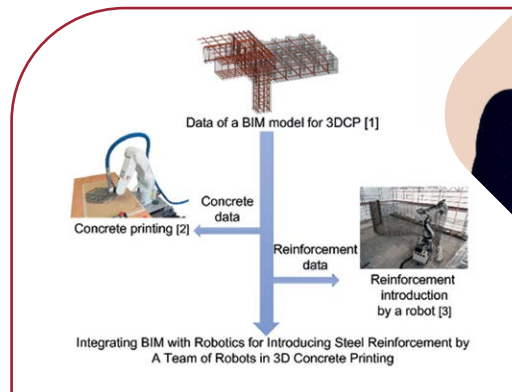 Data of a BIM model for 3DCP [1]
Concrete
data
Concrete printing [2]
Reinforcement
data
Reinforcement
introduction
by a robot [3]
Integrating BIM with Robotics for Introducing Steel Reinforcement by
A Team of Robots in 3D Concrete Printing